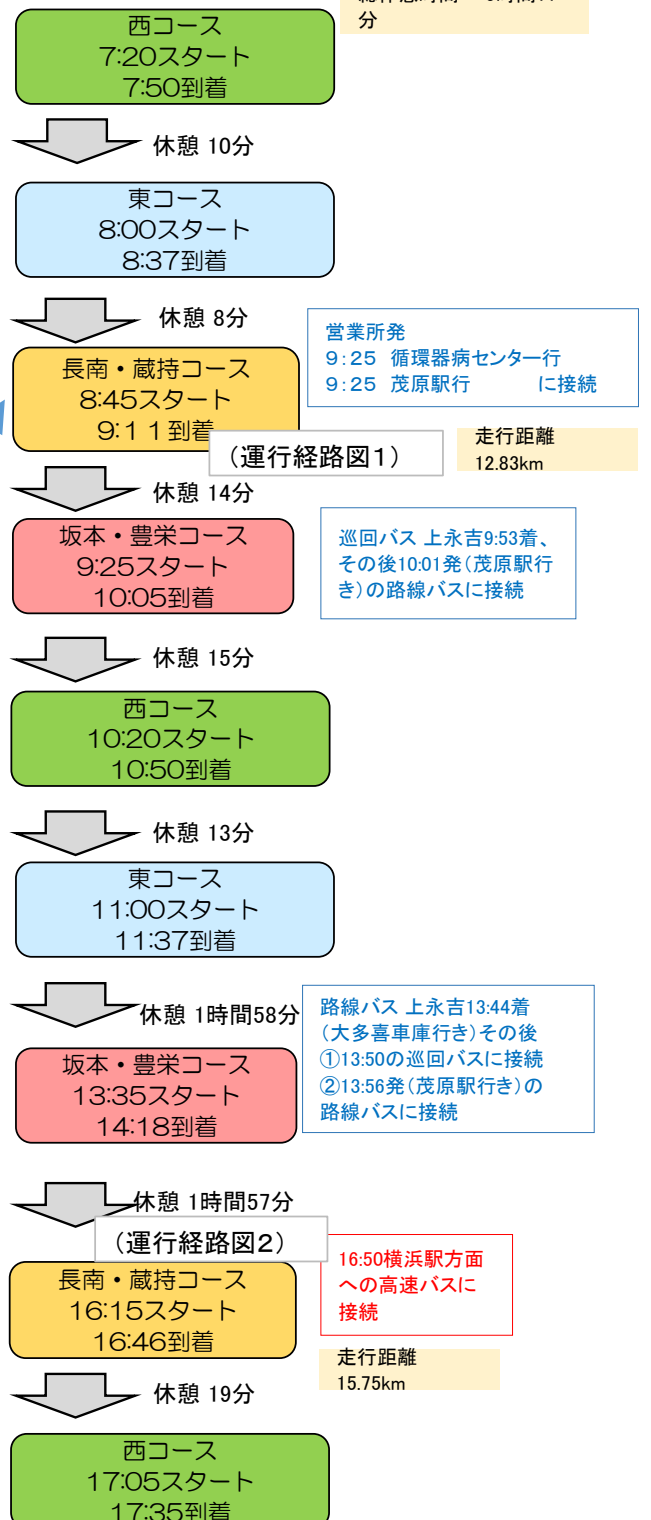 分
西コース
7:20スタート
7:50到着
休憩 10分
東コース
8:00スタート
8:37到着
休憩 8分
営業所発
9:25 循環器病センター行
9:25 茂原駅行 に接続
長南・蔵持コース
8:45スタート
9:11到着
(運行経路図1)
走行距離
12.83km
休憩 14分
坂本・豊栄コース
9:25スタート
10:05到着
巡回バス 上永吉9:53着、
その後10:01発(茂原駅行
き)の路線バスに接続
休憩 15分
西コース
10:20スタート
10:50到着
休憩 13分
東コース
11:00スタート
11:37到着
休憩 1時間58分
路線バス 上永吉13:44着
(大多喜車庫行き)その後
①13:50の巡回バスに接続
②13:56発(茂原駅行き)の
路線バスに接続
坂本・豊栄コース
13:35スタート
14:18到着
休憩 1時間57分
(運行経路図2)
16:50横浜駅方面
への高速バスに
接続
長南・蔵持コース
16:15スタート
16:46到着
走行距離
15.75km
休憩 19分
西コース
17:05スタート
17:35到着